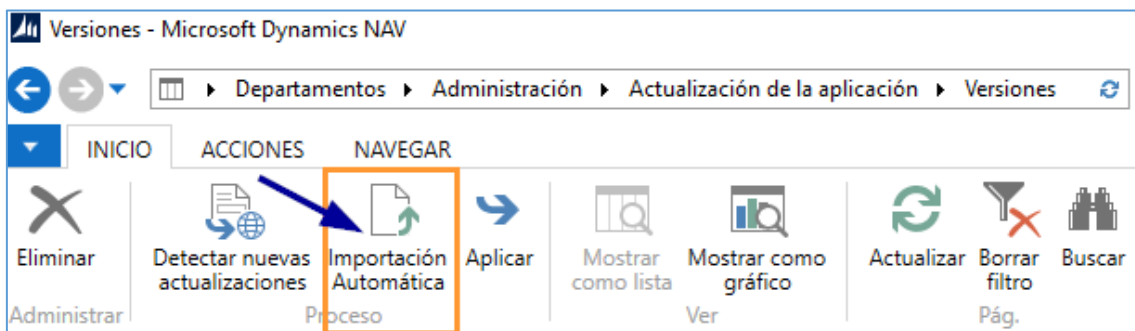 Versiones - Microsoft Dynamics NAV
Departamentos ▸ Administración ▸ Actualización de la aplicación ▸ Versiones
INICIO ACCIONES NAVEGAR
Eliminar Detectar nuevas Importación Aplicar Mostrar Mostrar como Actualizar Borrar Buscar
actualizaciones Automática como lista gráfico filtro
Administrar Proceso Ver Pág.